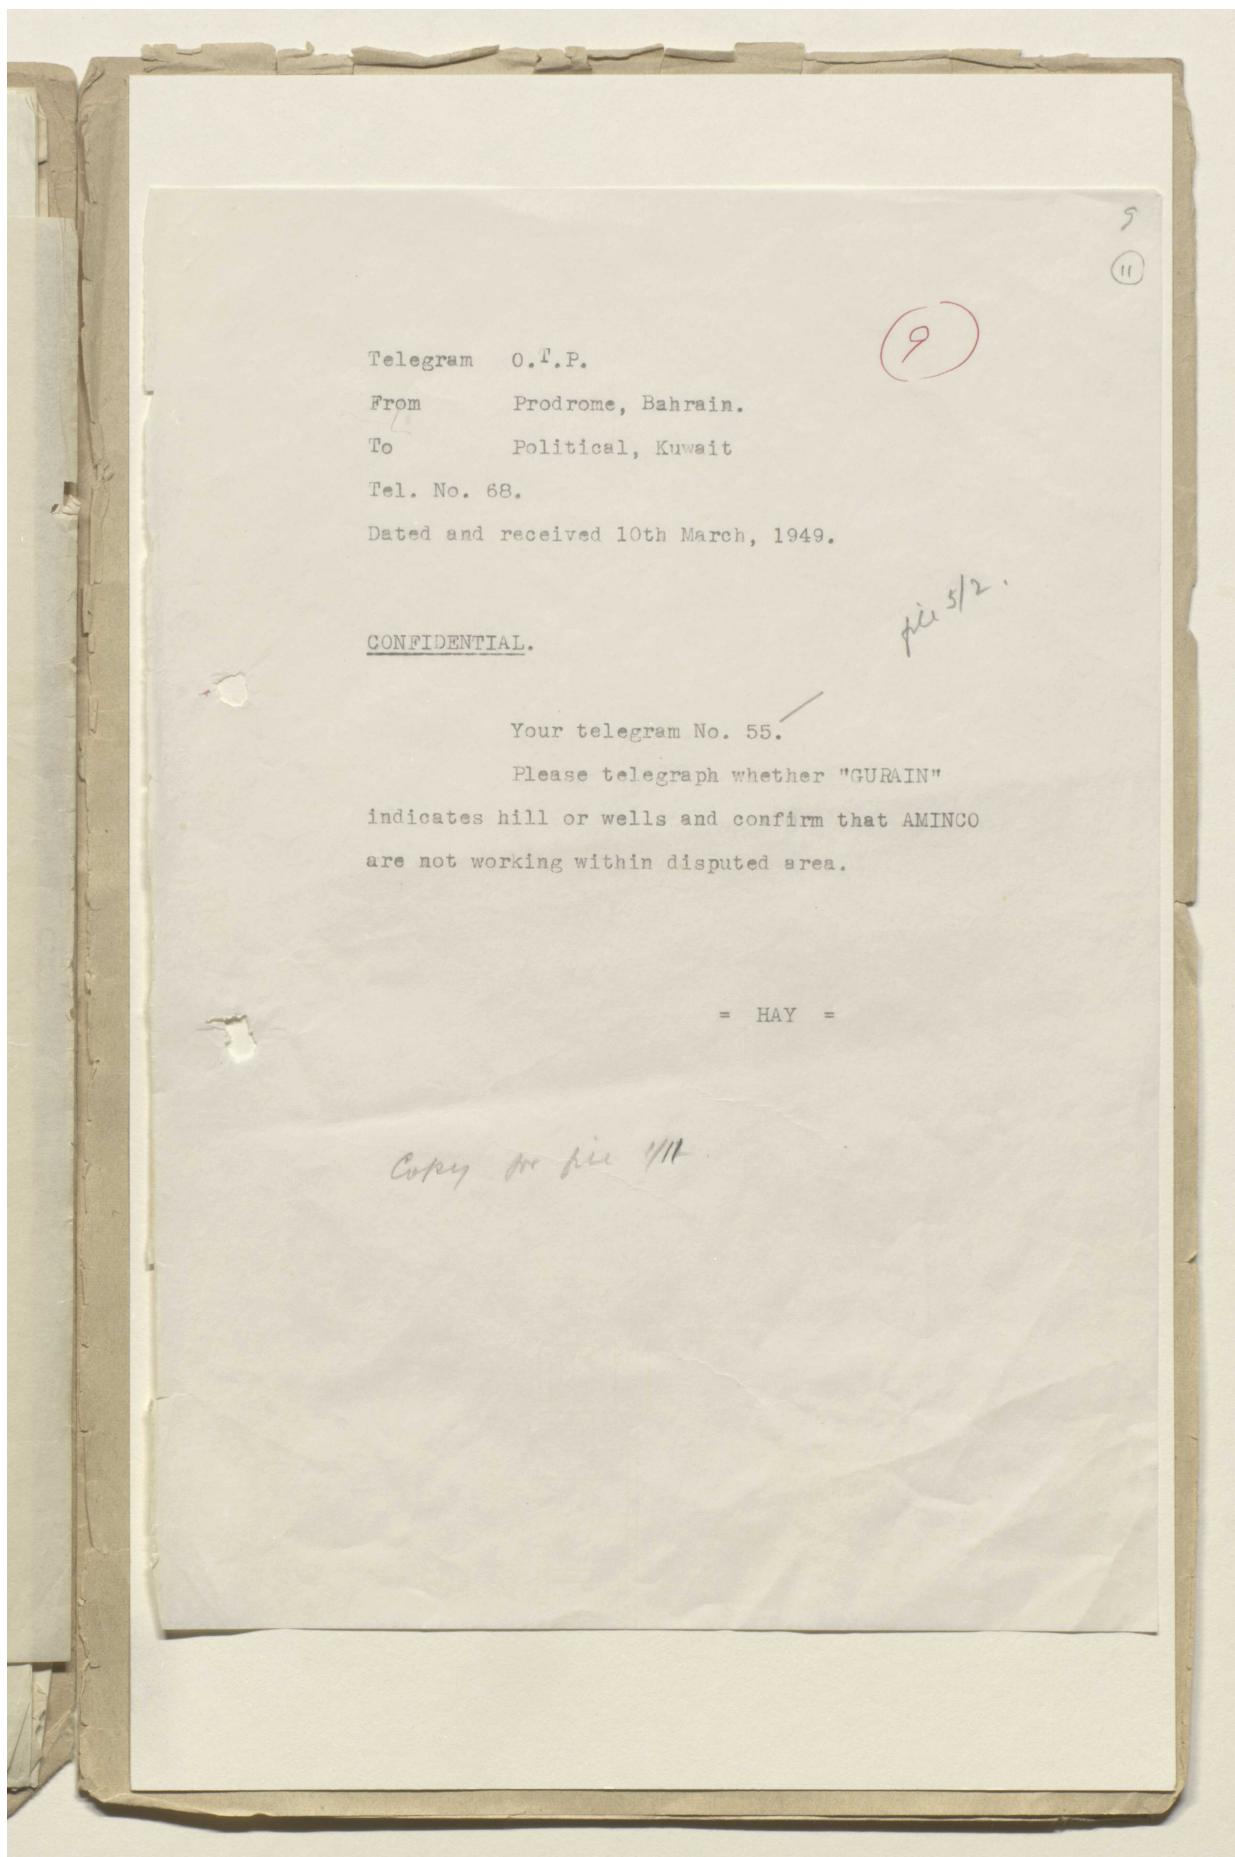 9
11
9
Telegram O.T.P.
From Prodrome, Bahrain.
To Political, Kuwait
Tel. No. 68.
Dated and received 10th March, 1949.
file 5/2.
CONFIDENTIAL.
Your telegram No. 55.
Please telegraph whether "GURAIN"
indicates hill or wells and confirm that AMINCO
are not working within disputed area.
= HAY =
Copy for file 1/11